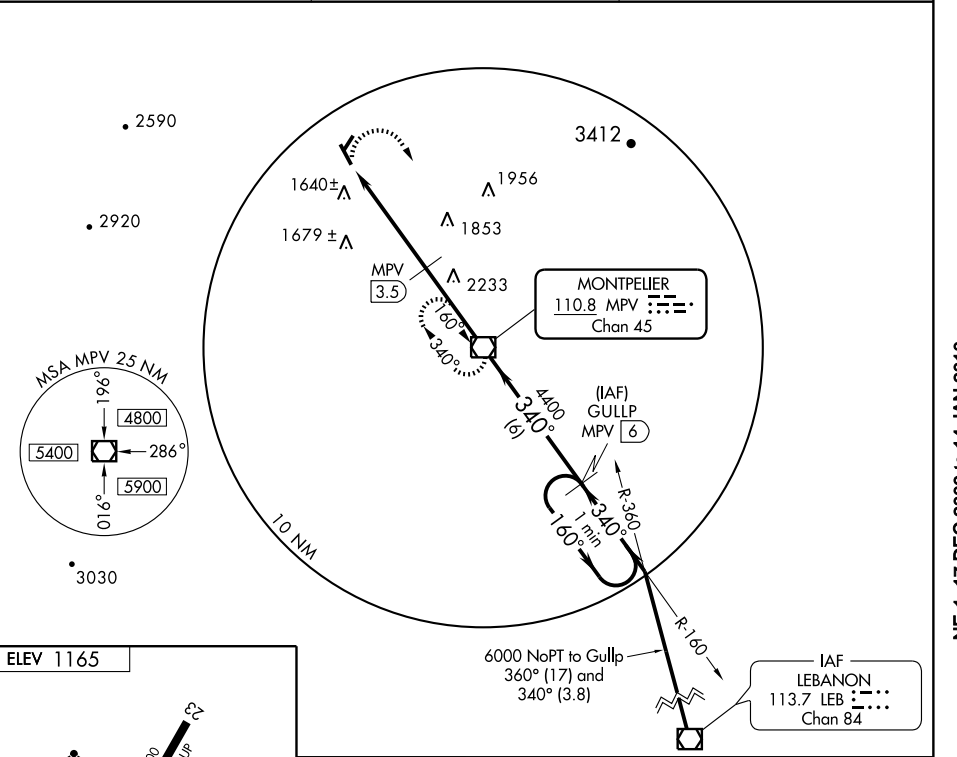 2590
3412
1640±
1956
2920
1853
1679 ±
MPV
3.5
2233
MONTPELIER
110.8 MPV
Chan 45
160°
340°
MSA MPV 25 NM
196°
4800
5400
286°
5900
016°
4400
340°
(6)
(IAF)
GULLP
MPV 6
R-360
340°
1 min
160°
10 NM
3030
R-160
6000 NoPT to Gullp
360° (17) and
340° (3.8)
IAF
LEBANON
113.7 LEB
Chan 84
ELEV 1165
23
UP